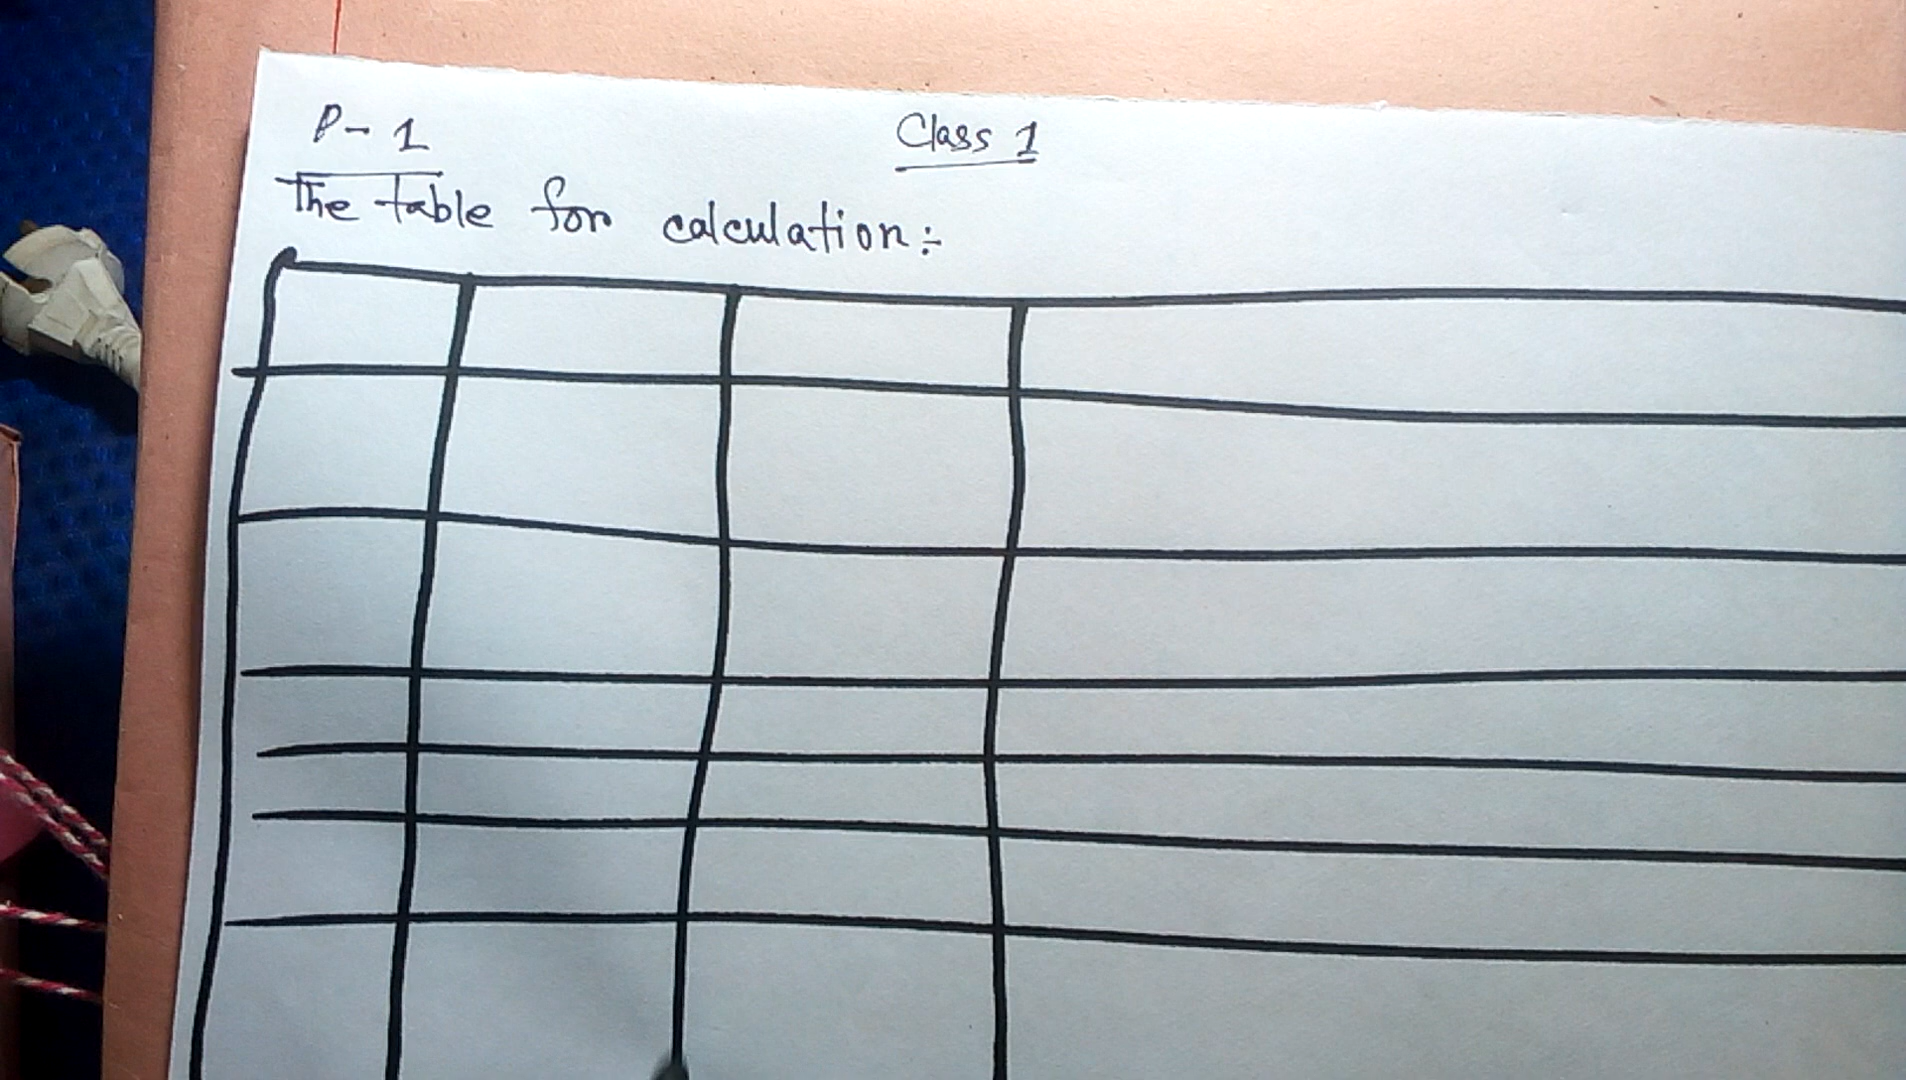 P-1
Class 1
The table for calculation:-